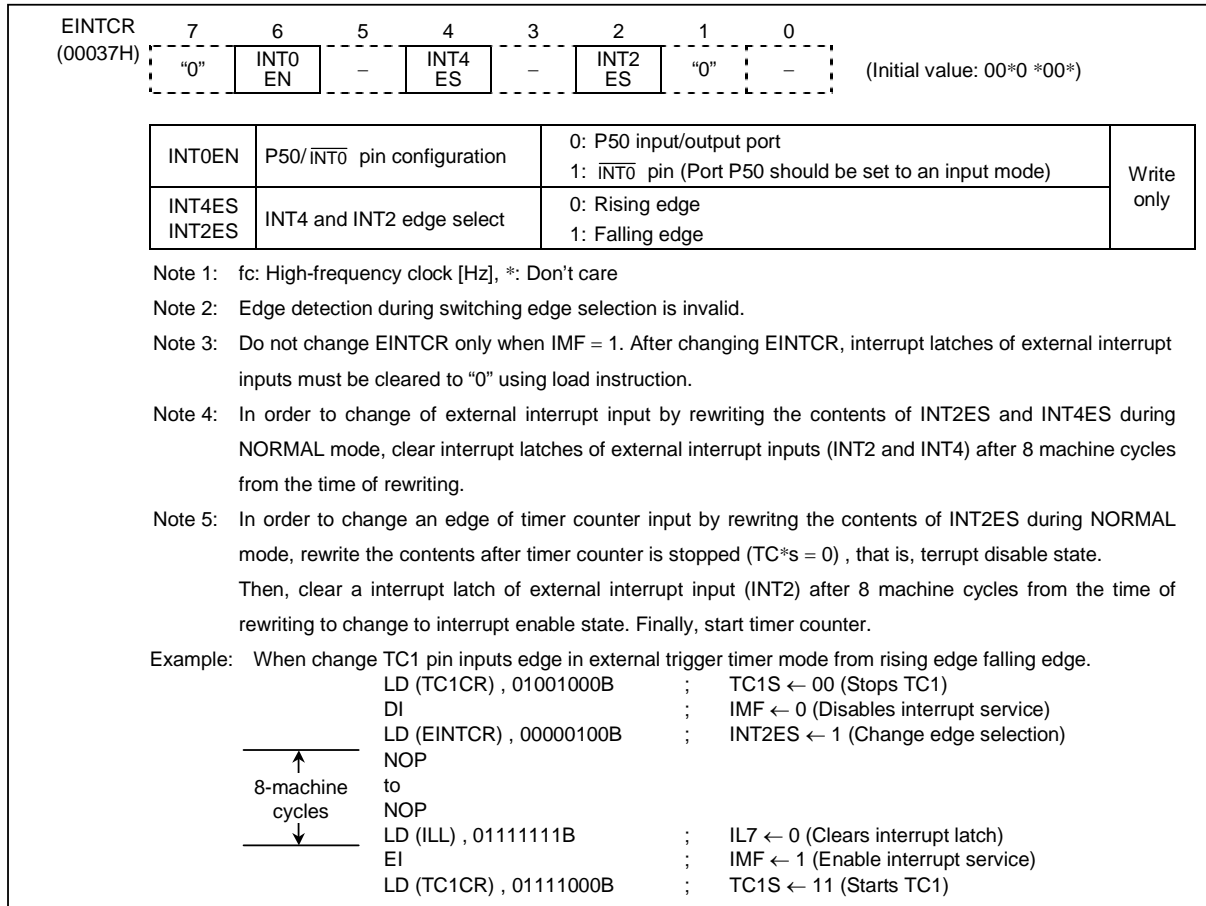 EINTCR 7 6 5 4 3 2 1 0
(00037H) “0” INT0 EN – INT4 ES – INT2 ES “0” – (Initial value: 00*0 *00*)
INT0EN P50/INT0 pin configuration 0: P50 input/output port
1: INT0 pin (Port P50 should be set to an input mode) Write only
INT4ES INT2ES INT4 and INT2 edge select 0: Rising edge
1: Falling edge
Note 1: fc: High-frequency clock [Hz], *: Don’t care
Note 2: Edge detection during switching edge selection is invalid.
Note 3: Do not change EINTCR only when IMF = 1. After changing EINTCR, interrupt latches of external interrupt
inputs must be cleared to “0” using load instruction.
Note 4: In order to change of external interrupt input by rewriting the contents of INT2ES and INT4ES during
NORMAL mode, clear interrupt latches of external interrupt inputs (INT2 and INT4) after 8 machine cycles
from the time of rewriting.
Note 5: In order to change an edge of timer counter input by rewritng the contents of INT2ES during NORMAL
mode, rewrite the contents after timer counter is stopped (TC*s = 0) , that is, terrupt disable state.
Then, clear a interrupt latch of external interrupt input (INT2) after 8 machine cycles from the time of
rewriting to change to interrupt enable state. Finally, start timer counter.
Example: When change TC1 pin inputs edge in external trigger timer mode from rising edge falling edge.
LD (TC1CR) , 01001000B ; TC1S ← 00 (Stops TC1)
DI ; IMF ← 0 (Disables interrupt service)
LD (EINTCR) , 00000100B ; INT2ES ← 1 (Change edge selection)
NOP
8-machine to
cycles NOP
LD (ILL) , 01111111B ; IL7 ← 0 (Clears interrupt latch)
EI ; IMF ← 1 (Enable interrupt service)
LD (TC1CR) , 01111000B ; TC1S ← 11 (Starts TC1)